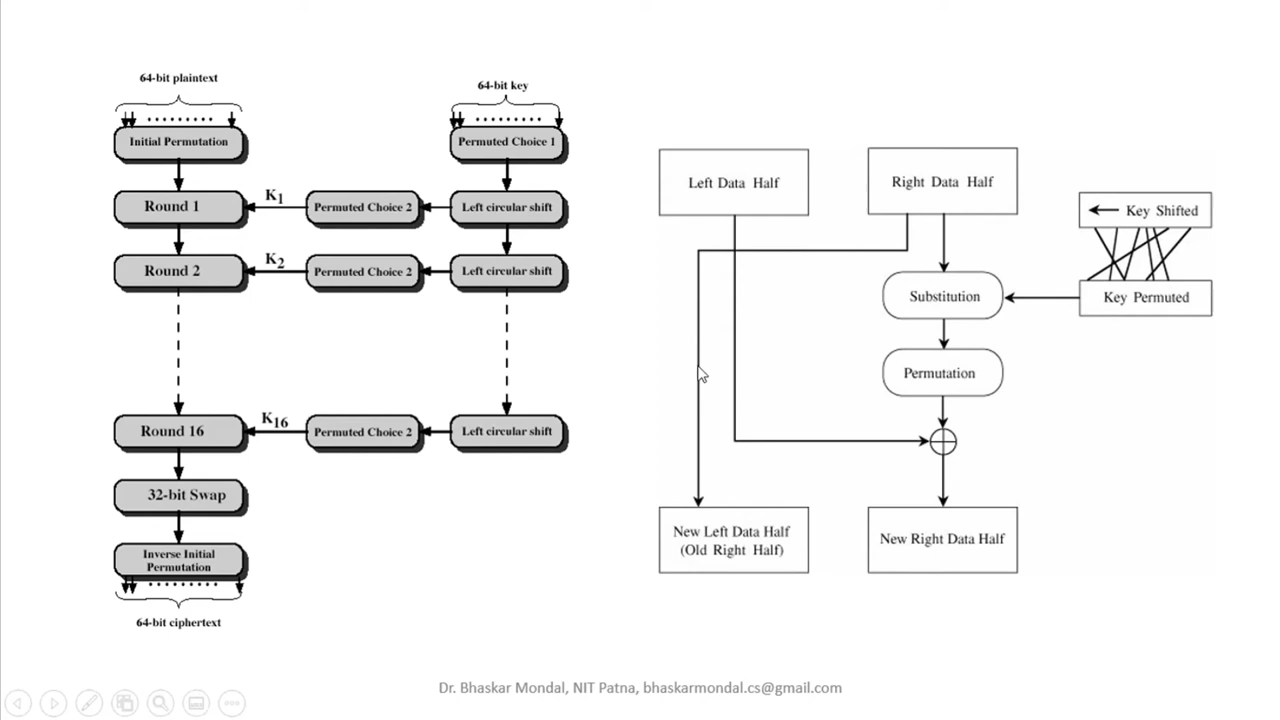 64-bit plaintext
64-bit key
Initial Permutation
Permuted Choice 1
Round 1
K1
Permuted Choice 2
Left circular shift
Round 2
K2
Permuted Choice 2
Left circular shift
Round 16
K16
Permuted Choice 2
Left circular shift
32-bit Swap
Inverse Initial
Permutation
64-bit ciphertext
Left Data Half
Right Data Half
Key Shifted
Substitution
Key Permuted
Permutation
New Left Data Half
(Old Right Half)
New Right Data Half
Dr. Bhaskar Mondal, NIT Patna, bhaskarmondal.cs@gmail.com